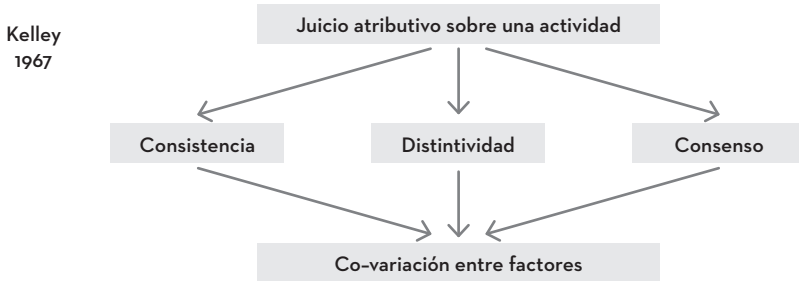 Kelley
1967
Juicio atributivo sobre una actividad
Consistencia
Distintividad
Consenso
Co-variación entre factores